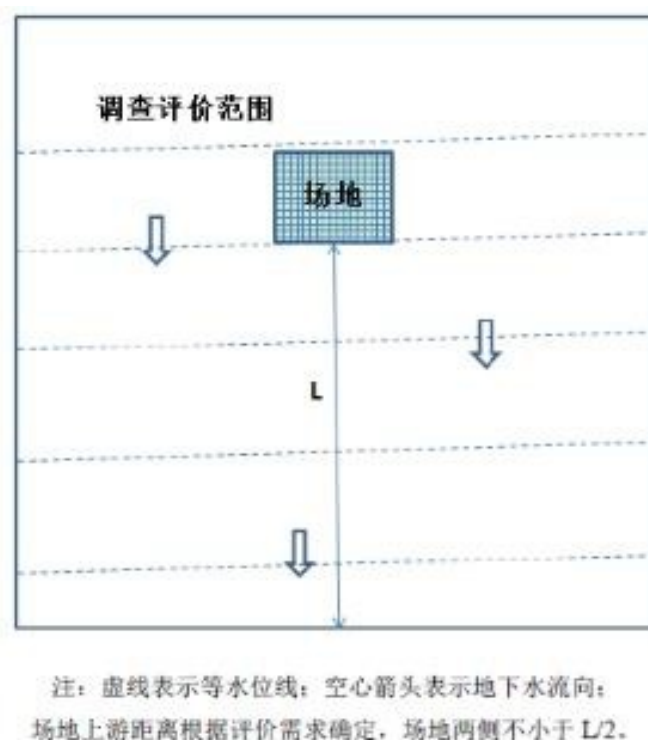 调查评价范围
场地
L
注：虚线表示等水位线；空心箭头表示地下水流向；
场地上游距离根据评价需求确定，场地两侧不小于 L/2。